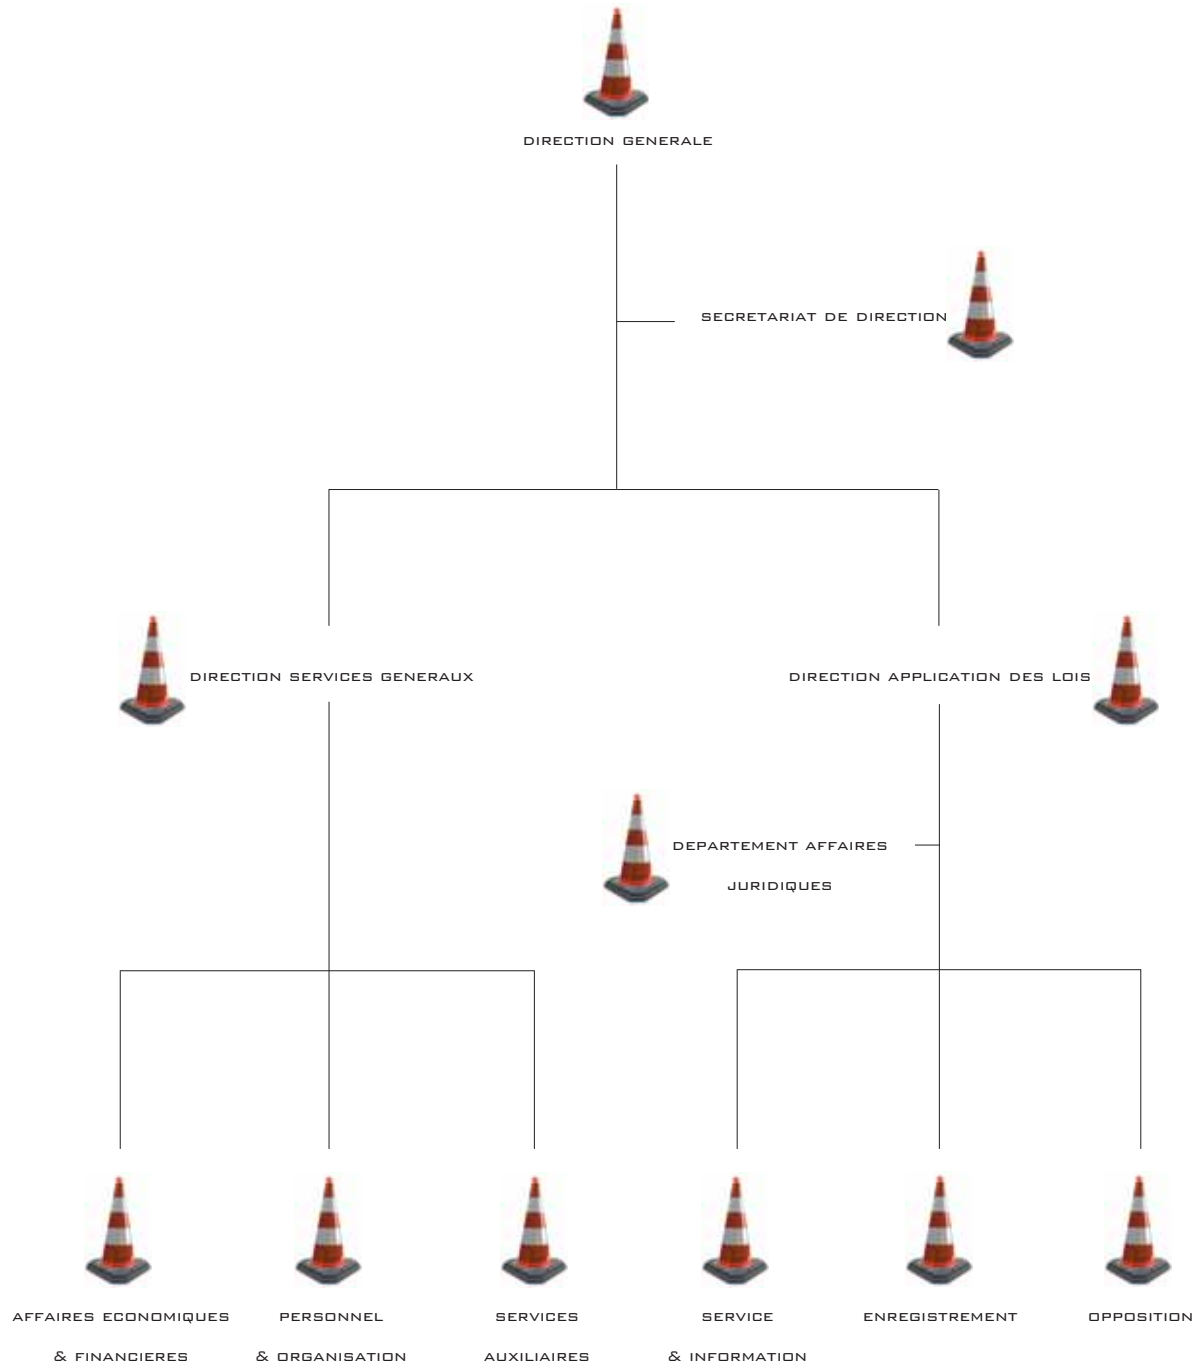 DIRECTION GENERALE
SECRETARIAT DE DIRECTION
DIRECTION SERVICES GENERAUX
DIRECTION APPLICATION DES LOIS
DEPARTEMENT AFFAIRES
JURIDIQUES
AFFAIRES ECONOMIQUES
& FINANCIERES
PERSONNEL
& ORGANISATION
SERVICES
AUXILIAIRES
SERVICE
& INFORMATION
ENREGISTREMENT
OPPOSITION